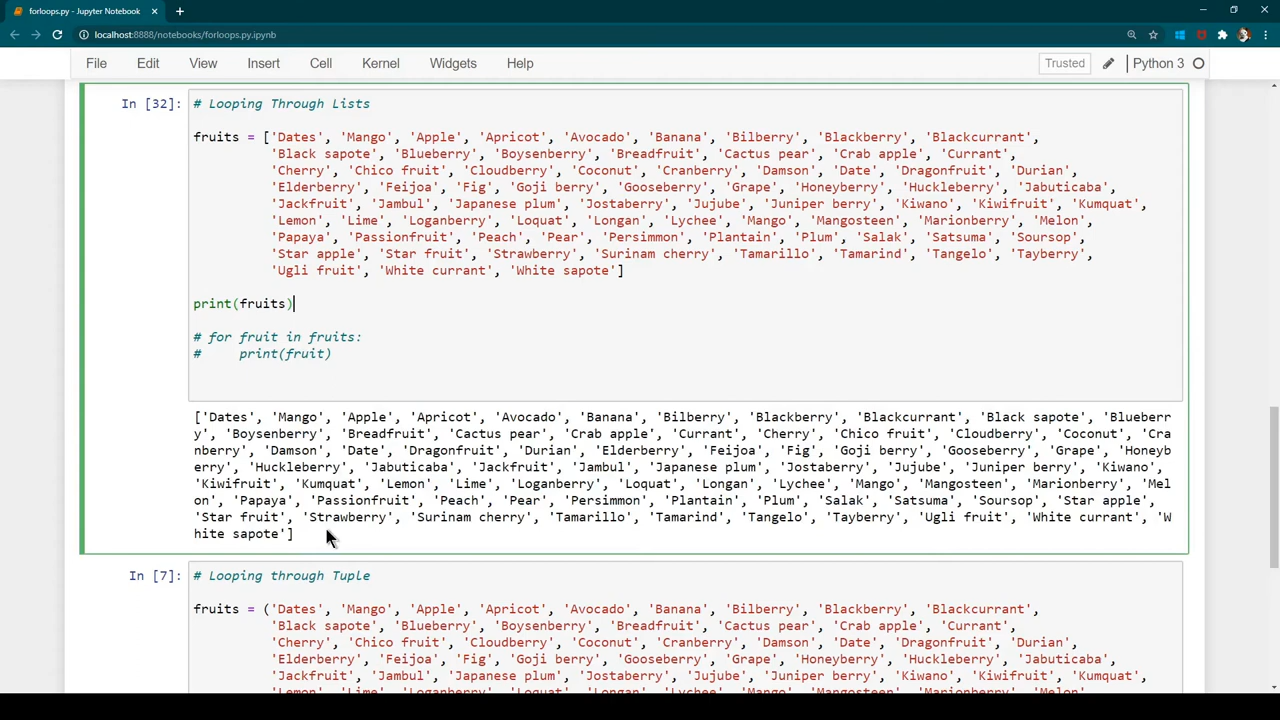 forloops.py - Jupyter Notebook
localhost:8888/notebooks/forloops.py.ipynb
File Edit View Insert Cell Kernel Widgets Help Trusted Python 3
In [32]: # Looping Through Lists
fruits = ['Dates', 'Mango', 'Apple', 'Apricot', 'Avocado', 'Banana', 'Bilberry', 'Blackberry', 'Blackcurrant',
'Black sapote', 'Blueberry', 'Boysenberry', 'Breadfruit', 'Cactus pear', 'Crab apple', 'Currant',
'Cherry', 'Chico fruit', 'Cloudberry', 'Coconut', 'Cranberry', 'Damson', 'Date', 'Dragonfruit', 'Durian',
'Elderberry', 'Feijoa', 'Fig', 'Goji berry', 'Gooseberry', 'Grape', 'Honeyberry', 'Huckleberry', 'Jabuticaba',
'Jackfruit', 'Jambul', 'Japanese plum', 'Jostaberry', 'Jujube', 'Juniper berry', 'Kiwano', 'Kiwifruit', 'Kumquat',
'Lemon', 'Lime', 'Loganberry', 'Loquat', 'Longan', 'Lychee', 'Mango', 'Mangosteen', 'Marionberry', 'Melon',
'Papaya', 'Passionfruit', 'Peach', 'Pear', 'Persimmon', 'Plantain', 'Plum', 'Salak', 'Satsuma', 'Soursop',
'Star apple', 'Star fruit', 'Strawberry', 'Surinam cherry', 'Tamarillo', 'Tamarind', 'Tangelo', 'Tayberry',
'Ugli fruit', 'White currant', 'White sapote']
print(fruits)
# for fruit in fruits:
#     print(fruit)
['Dates', 'Mango', 'Apple', 'Apricot', 'Avocado', 'Banana', 'Bilberry', 'Blackberry', 'Blackcurrant', 'Black sapote', 'Blueberr
y', 'Boysenberry', 'Breadfruit', 'Cactus pear', 'Crab apple', 'Currant', 'Cherry', 'Chico fruit', 'Cloudberry', 'Coconut', 'Cra
nberry', 'Damson', 'Date', 'Dragonfruit', 'Durian', 'Elderberry', 'Feijoa', 'Fig', 'Goji berry', 'Gooseberry', 'Grape', 'Honeyb
erry', 'Huckleberry', 'Jabuticaba', 'Jackfruit', 'Jambul', 'Japanese plum', 'Jostaberry', 'Jujube', 'Juniper berry', 'Kiwano',
'Kiwifruit', 'Kumquat', 'Lemon', 'Lime', 'Loganberry', 'Loquat', 'Longan', 'Lychee', 'Mango', 'Mangosteen', 'Marionberry', 'Mel
on', 'Papaya', 'Passionfruit', 'Peach', 'Pear', 'Persimmon', 'Plantain', 'Plum', 'Salak', 'Satsuma', 'Soursop', 'Star apple',
'Star fruit', 'Strawberry', 'Surinam cherry', 'Tamarillo', 'Tamarind', 'Tangelo', 'Tayberry', 'Ugli fruit', 'White currant', 'W
hite sapote']
In [7]: # Looping through Tuple
fruits = ('Dates', 'Mango', 'Apple', 'Apricot', 'Avocado', 'Banana', 'Bilberry', 'Blackberry', 'Blackcurrant',
'Black sapote', 'Blueberry', 'Boysenberry', 'Breadfruit', 'Cactus pear', 'Crab apple', 'Currant',
'Cherry', 'Chico fruit', 'Cloudberry', 'Coconut', 'Cranberry', 'Damson', 'Date', 'Dragonfruit', 'Durian',
'Elderberry', 'Feijoa', 'Fig', 'Goji berry', 'Gooseberry', 'Grape', 'Honeyberry', 'Huckleberry', 'Jabuticaba',
'Jackfruit', 'Jambul', 'Japanese plum', 'Jostaberry', 'Jujube', 'Juniper berry', 'Kiwano', 'Kiwifruit', 'Kumquat',
'Lemon', 'Lime', 'Loganberry', 'Loquat', 'Longan', 'Lychee', 'Mango', 'Mangosteen', 'Marionberry', 'Melon',